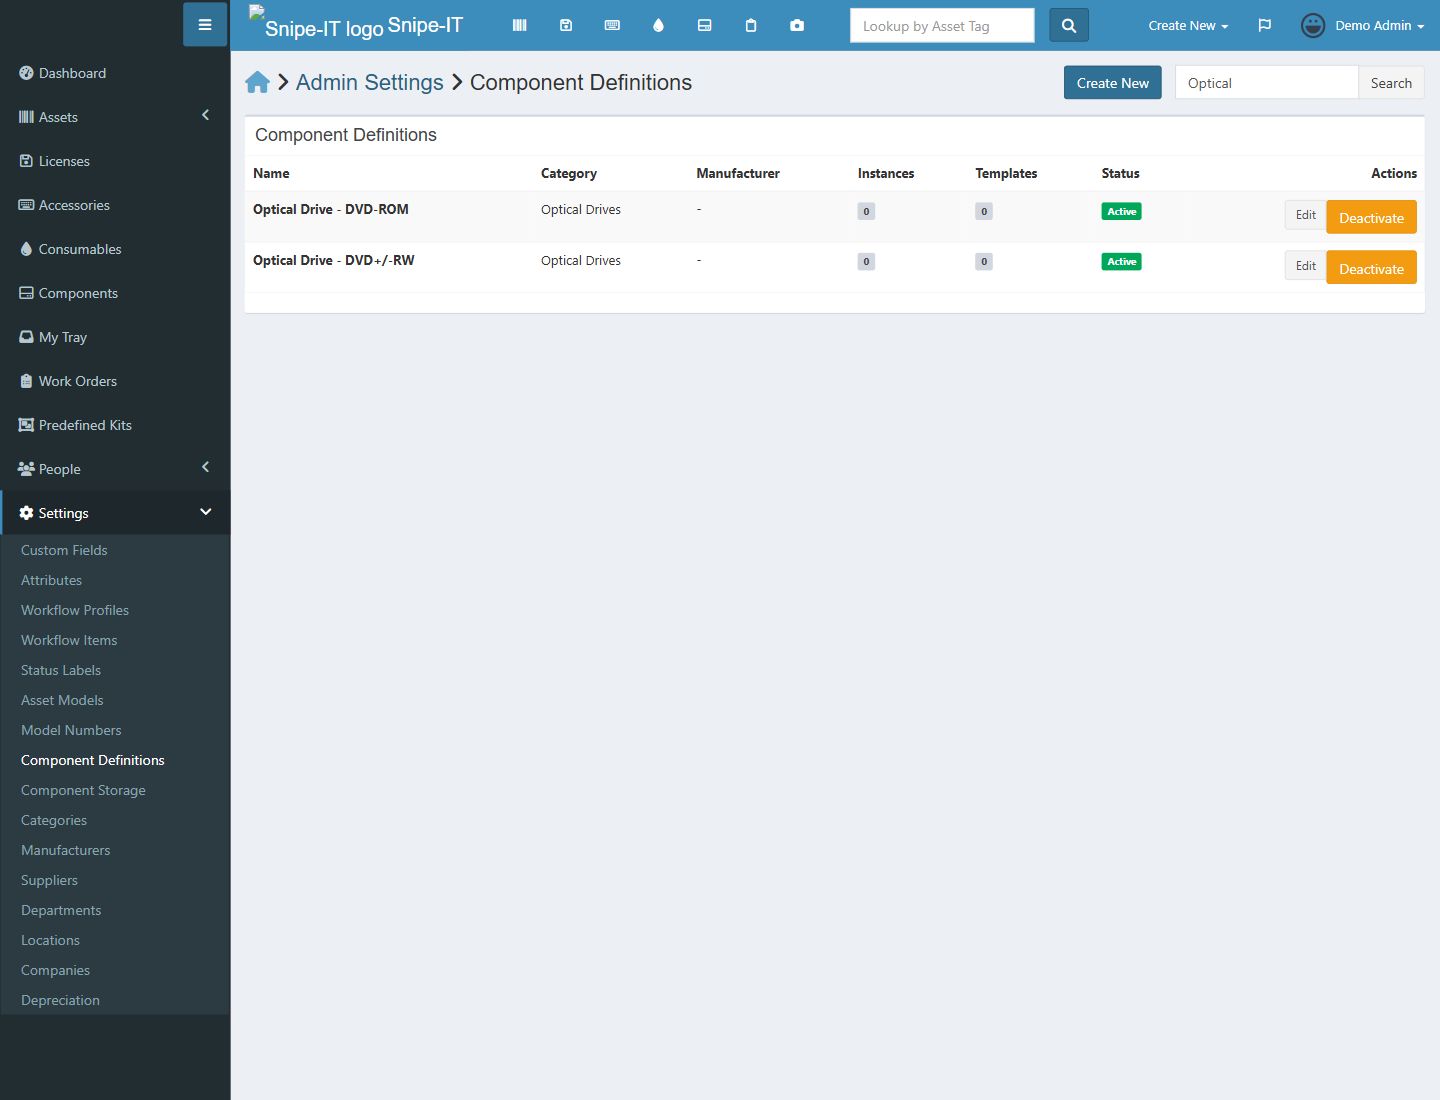 Snipe-IT logo Snipe-IT
Lookup by Asset Tag
Create New
Demo Admin
Dashboard
Assets
Licenses
Accessories
Consumables
Components
My Tray
Work Orders
Predefined Kits
People
Settings
Custom Fields
Attributes
Workflow Profiles
Workflow Items
Status Labels
Asset Models
Model Numbers
Component Definitions
Component Storage
Categories
Manufacturers
Suppliers
Departments
Locations
Companies
Depreciation
Admin Settings Component Definitions
Create New
Optical
Search
Component Definitions
Name Category Manufacturer Instances Templates Status Actions
Optical Drive - DVD-ROM Optical Drives - 0 0 Active Edit Deactivate
Optical Drive - DVD+/-RW Optical Drives - 0 0 Active Edit Deactivate